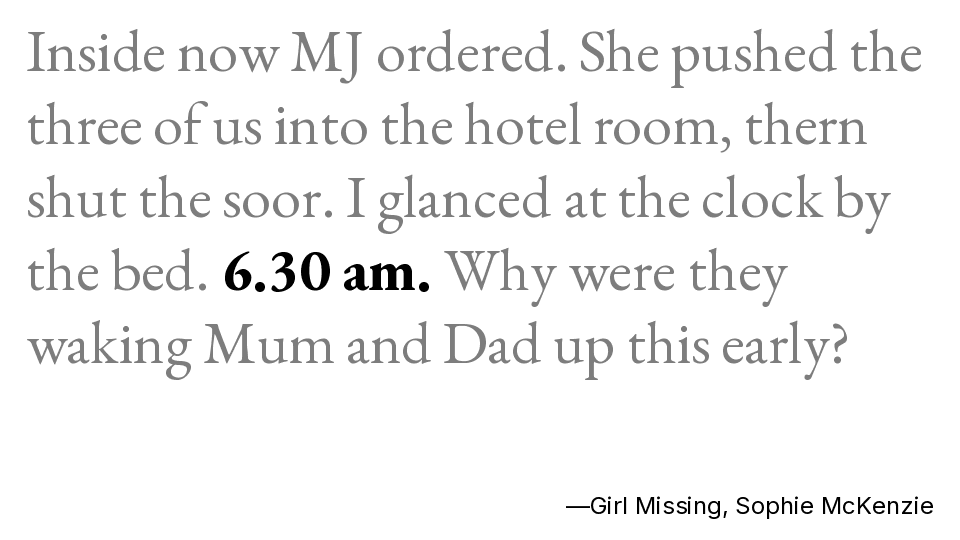 Inside now MJ ordered. She pushed the
three of us into the hotel room, thern
shut the soor. I glanced at the clock by
the bed. 6.30 am. Why were they
waking Mum and Dad up this early?
—Girl Missing, Sophie McKenzie